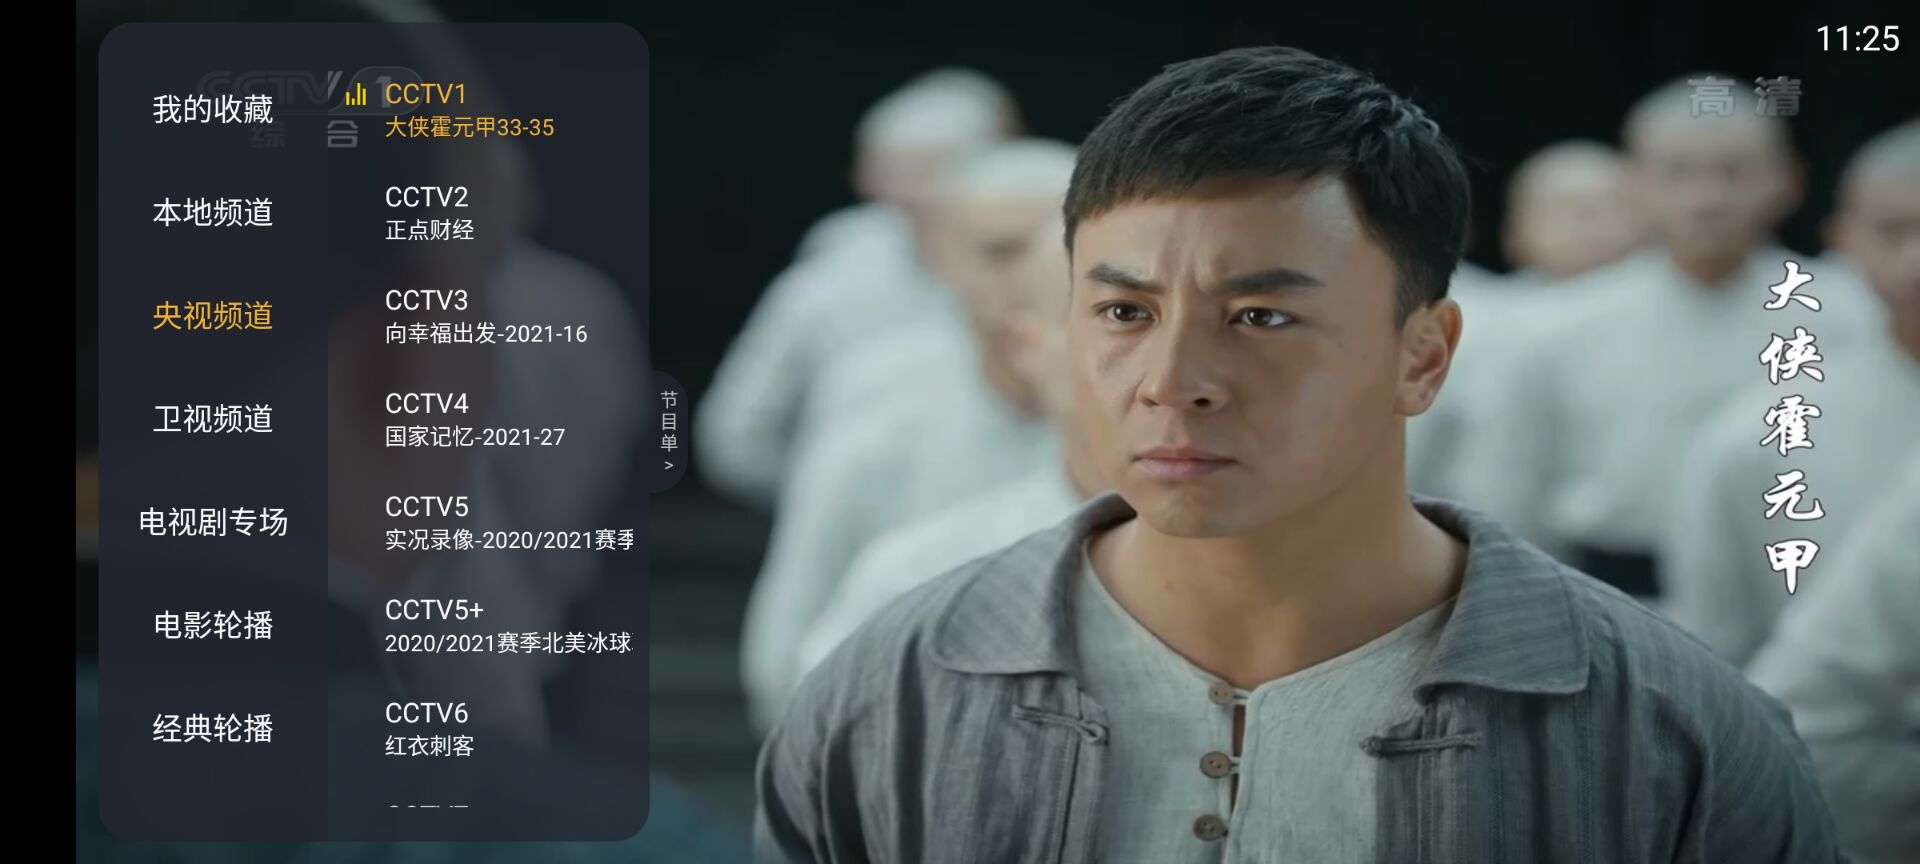 11:25
高清
CCTV 1
综合
我的收藏
本地频道
央视频道
卫视频道
电视剧专场
电影轮播
经典轮播
CCTV1
大侠霍元甲33-35
CCTV2
正点财经
CCTV3
向幸福出发-2021-16
CCTV4
国家记忆-2021-27
CCTV5
实况录像-2020/2021赛季
CCTV5+
2020/2021赛季北美冰球
CCTV6
红衣刺客
节目单
>
大侠霍元甲